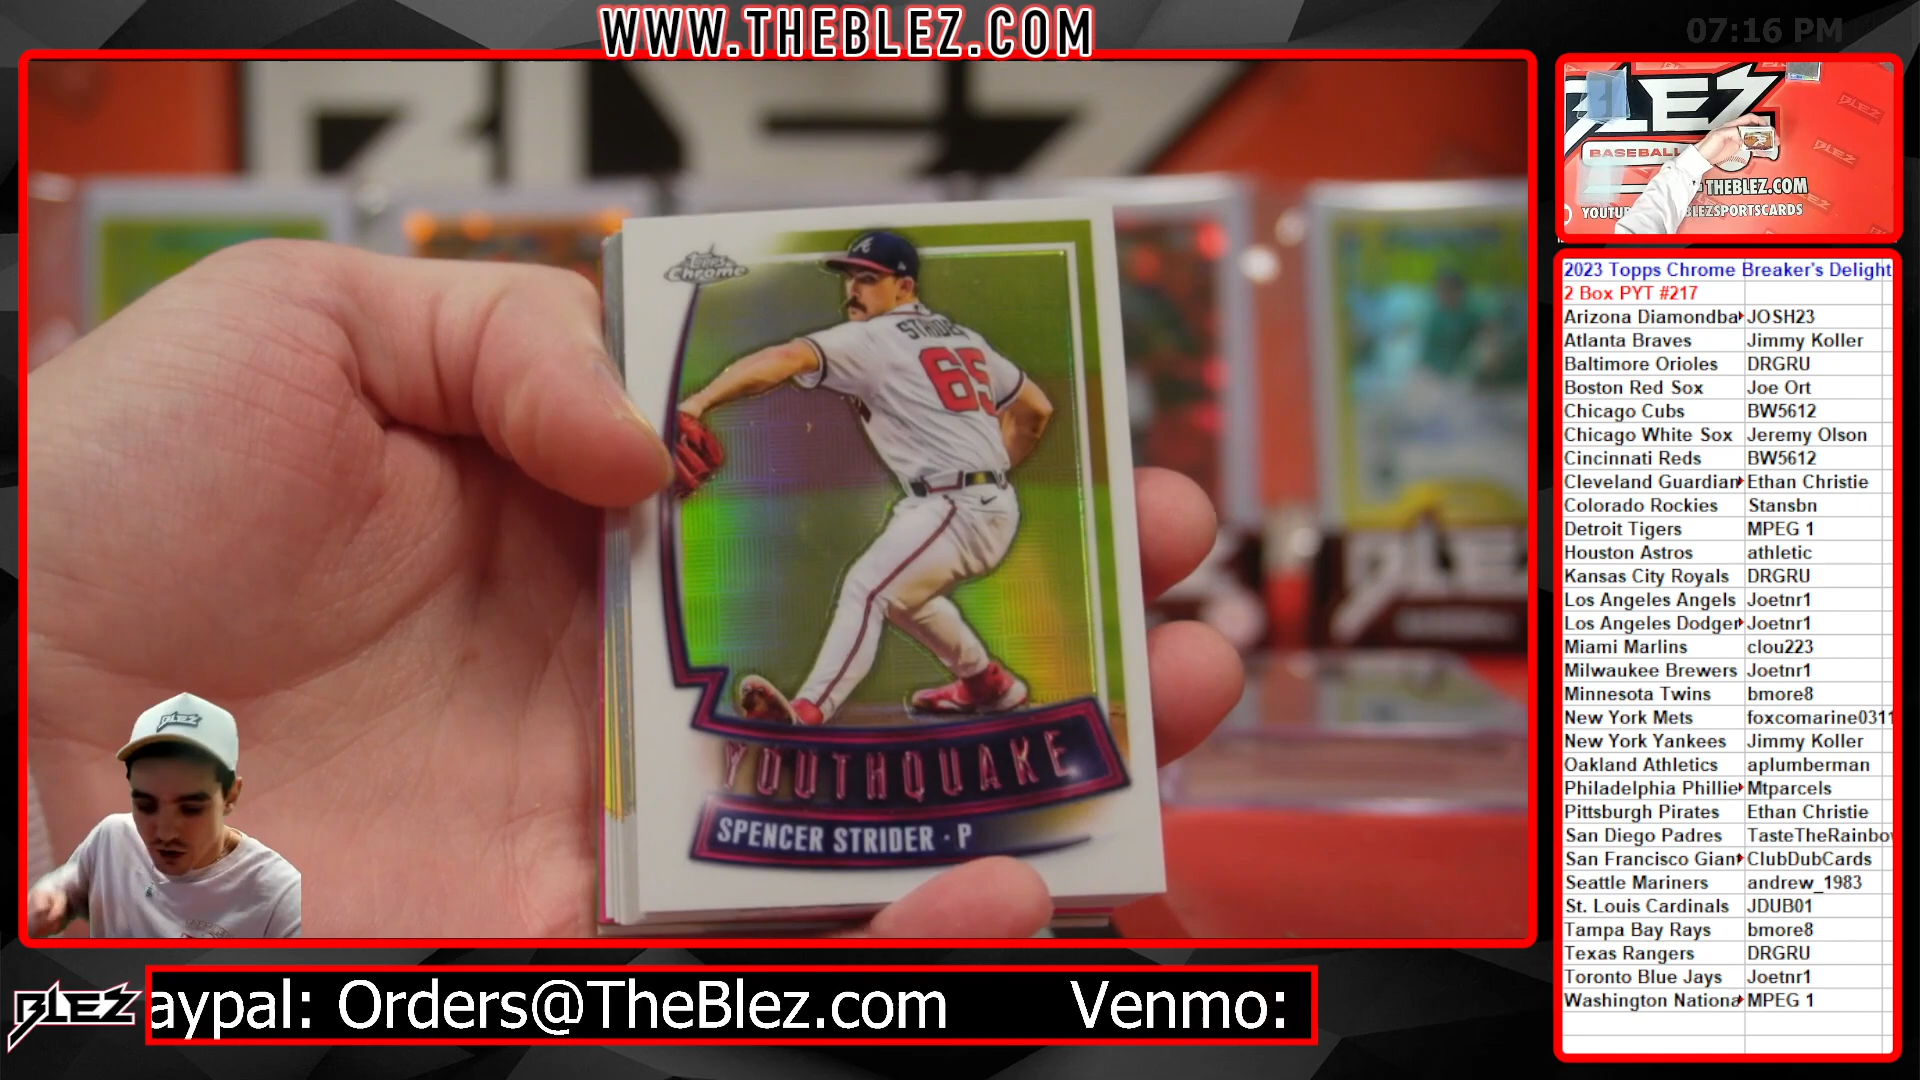 WWW.THEBLEZ.COM
07:16 PM
Topps
Chrome
STRIDER
65
YOUTHQUAKE
SPENCER STRIDER · P
BLEZ
BASEBALL
THEBLEZ.COM
YOUTU BLEZSPORTSCARDS
2023 Topps Chrome Breaker's Delight
2 Box PYT #217
Arizona Diamondba JOSH23
Atlanta Braves Jimmy Koller
Baltimore Orioles DRGRU
Boston Red Sox Joe Ort
Chicago Cubs BW5612
Chicago White Sox Jeremy Olson
Cincinnati Reds BW5612
Cleveland Guardian Ethan Christie
Colorado Rockies Stansbn
Detroit Tigers MPEG 1
Houston Astros athletic
Kansas City Royals DRGRU
Los Angeles Angels Joetnr1
Los Angeles Dodger Joetnr1
Miami Marlins clou223
Milwaukee Brewers Joetnr1
Minnesota Twins bmore8
New York Mets foxcomarine0311
New York Yankees Jimmy Koller
Oakland Athletics aplumberman
Philadelphia Phillie Mtparcels
Pittsburgh Pirates Ethan Christie
San Diego Padres TasteTheRainbow
San Francisco Gian ClubDubCards
Seattle Mariners andrew_1983
St. Louis Cardinals JDUB01
Tampa Bay Rays bmore8
Texas Rangers DRGRU
Toronto Blue Jays Joetnr1
Washington Nationa MPEG 1
BLEZ
aypal: Orders@TheBlez.com Venmo: